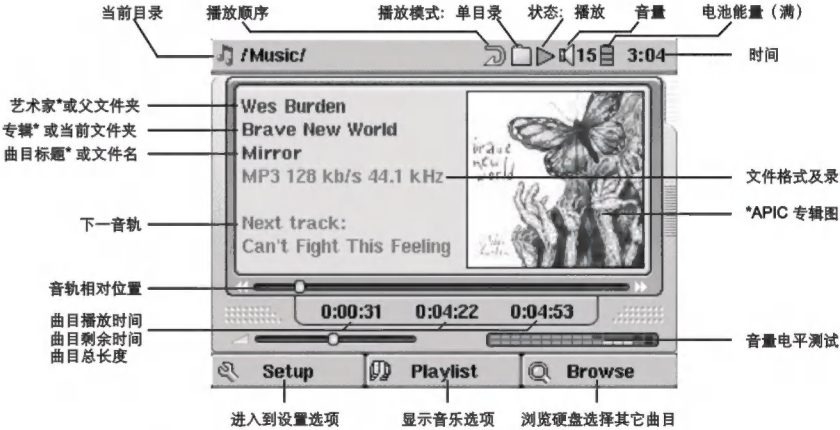 当前目录 播放顺序 播放模式：单目录 状态：播放 音量 电池能量（满）
/Music/ 15 3:04 时间
艺术家*或父文件夹 Wes Burden
专辑* 或当前文件夹 Brave New World
曲目标题* 或文件名 Mirror
MP3 128 kb/s 44.1 kHz 文件格式及录
brave
new
world
*APIC 专辑图
下一音轨 Next track:
Can't Fight This Feeling
音轨相对位置
曲目播放时间 0:00:31 0:04:22 0:04:53
曲目剩余时间
曲目总长度
音量电平测试
Setup Playlist Browse
进入到设置选项 显示音乐选项 浏览硬盘选择其它曲目